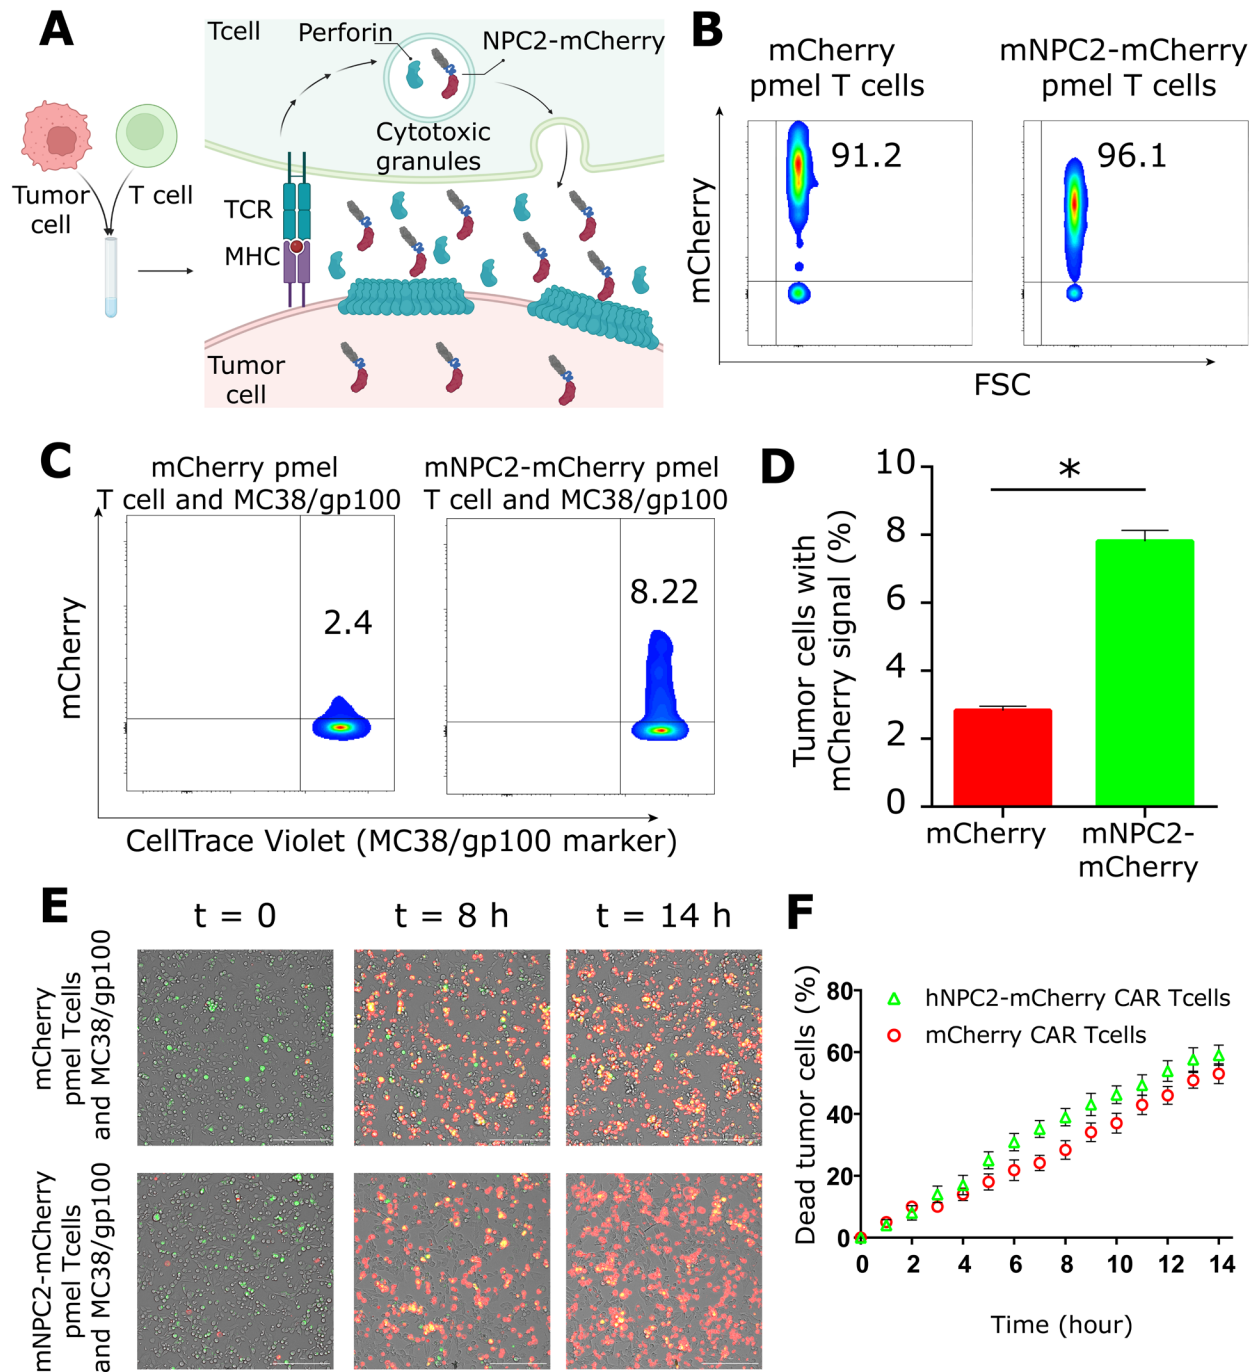 A
Tcell
Perforin
NPC2-mCherry
Cytotoxic
granules
Tumor
cell
T cell
TCR
MHC
Tumor
cell
B
mCherry
pmel T cells
mNPC2-mCherry
pmel T cells
91.2
96.1
mCherry
FSC
C
mCherry pmel
T cell and MC38/gp100
mNPC2-mCherry pmel
T cell and MC38/gp100
2.4
8.22
mCherry
CellTrace Violet (MC38/gp100 marker)
D
*
10
8
6
4
2
0
Tumor cells with
mCherry signal (%)
mCherry
mNPC2-
mCherry
E
t = 0
t = 8 h
t = 14 h
mCherry
pmel Tcells
and MC38/gp100
mNPC2-mCherry
pmel Tcells
and MC38/gp100
F
Dead tumor cells (%)
80
60
40
20
0
hNPC2-mCherry CAR Tcells
mCherry CAR Tcells
0 2 4 6 8 10 12 14
Time (hour)